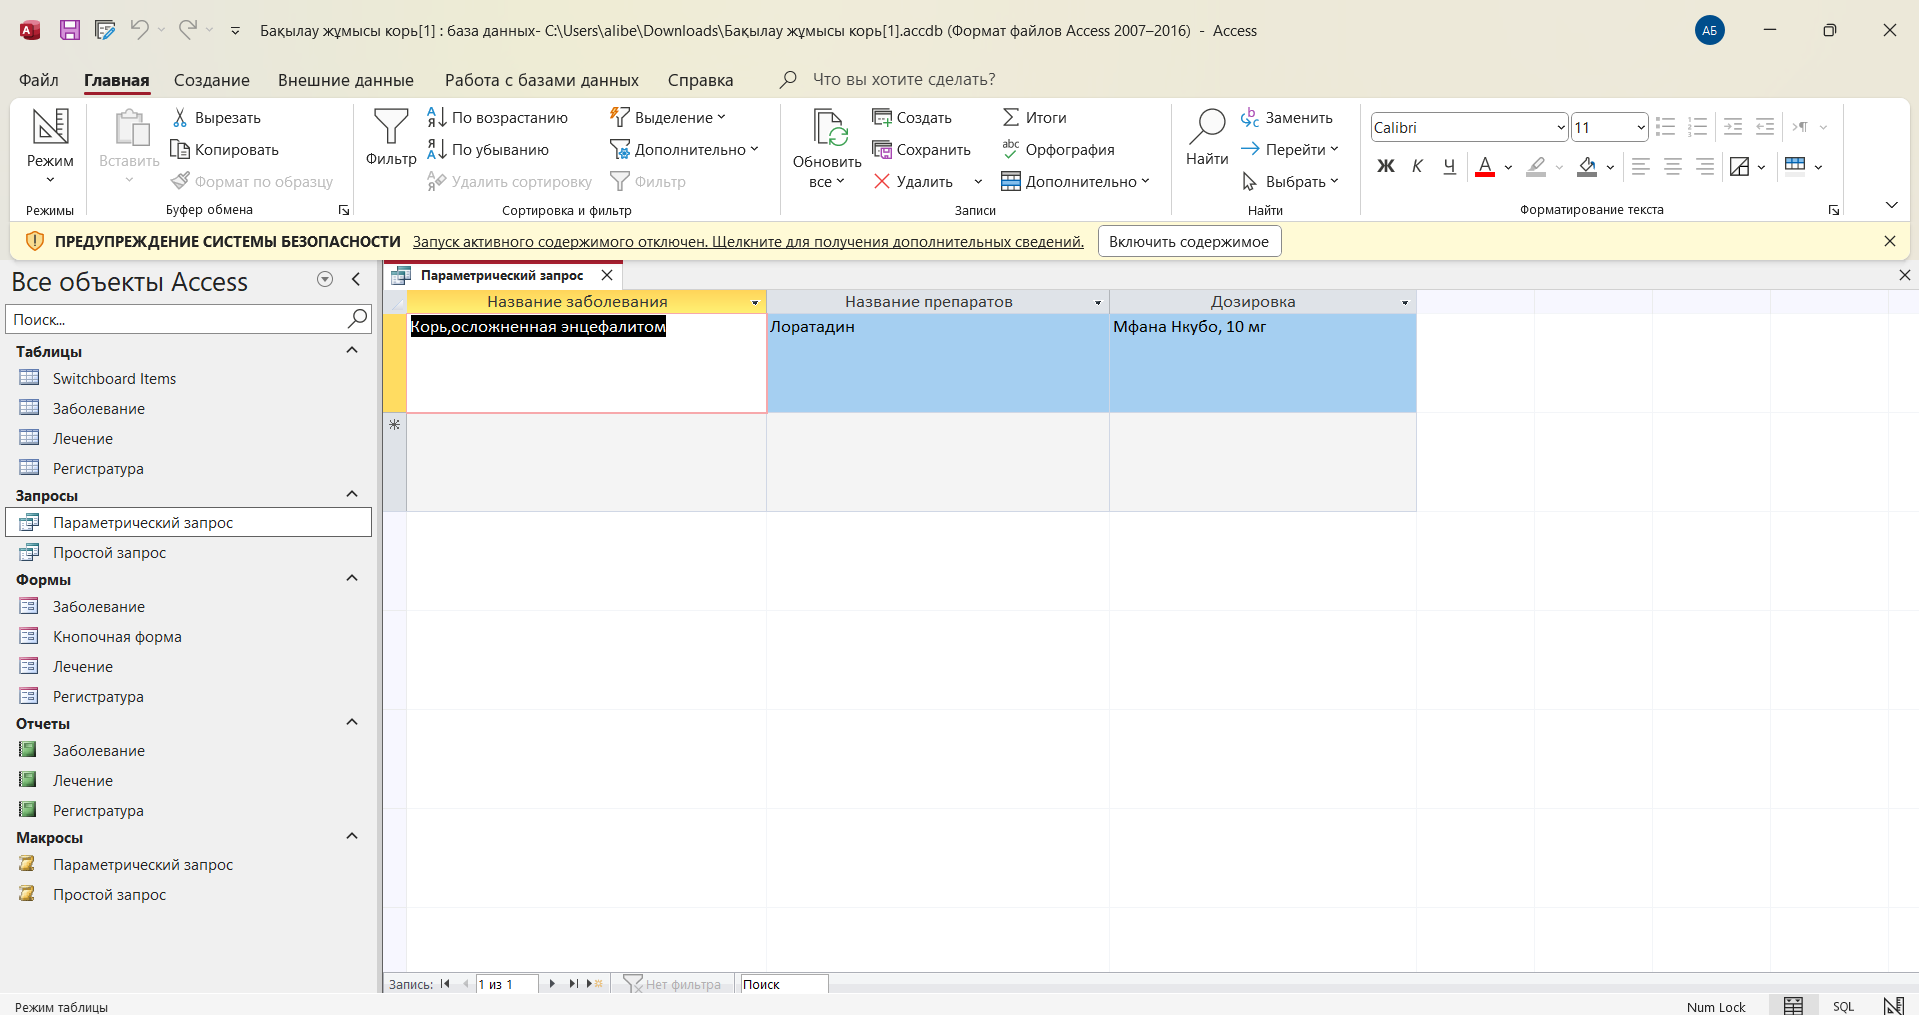 Бақылау жұмысы корь[1] : база данных- C:\Users\alibe\Downloads\Бақылау жұмысы корь[1].accdb (Формат файлов Access 2007–2016) - Access
АБ
Файл Главная Создание Внешние данные Работа с базами данных Справка Что вы хотите сделать?
Режим
Режимы
Вставить
Вырезать
Копировать
Формат по образцу
Буфер обмена
Фильтр
По возрастанию
По убыванию
Удалить сортировку
Выделение
Дополнительно
Фильтр
Сортировка и фильтр
Обновить
все
Создать
Сохранить
Удалить
Итоги
Орфография
Дополнительно
Записи
Найти
Заменить
Перейти
Выбрать
Найти
Calibri
11
Ж К Ч
Форматирование текста
ПРЕДУПРЕЖДЕНИЕ СИСТЕМЫ БЕЗОПАСНОСТИ Запуск активного содержимого отключен. Щелкните для получения дополнительных сведений. Включить содержимое
Все объекты Access
Поиск...
Таблицы
Switchboard Items
Заболевание
Лечение
Регистратура
Запросы
Параметрический запрос
Простой запрос
Формы
Заболевание
Кнопочная форма
Лечение
Регистратура
Отчеты
Заболевание
Лечение
Регистратура
Макросы
Параметрический запрос
Простой запрос
Параметрический запрос
Название заболевания Название препаратов Дозировка
Корь,осложненная энцефалитом Лоратадин Мфана Нкубо, 10 мг
Запись: 1 из 1 Нет фильтра Поиск
Режим таблицы
Num Lock
SQL